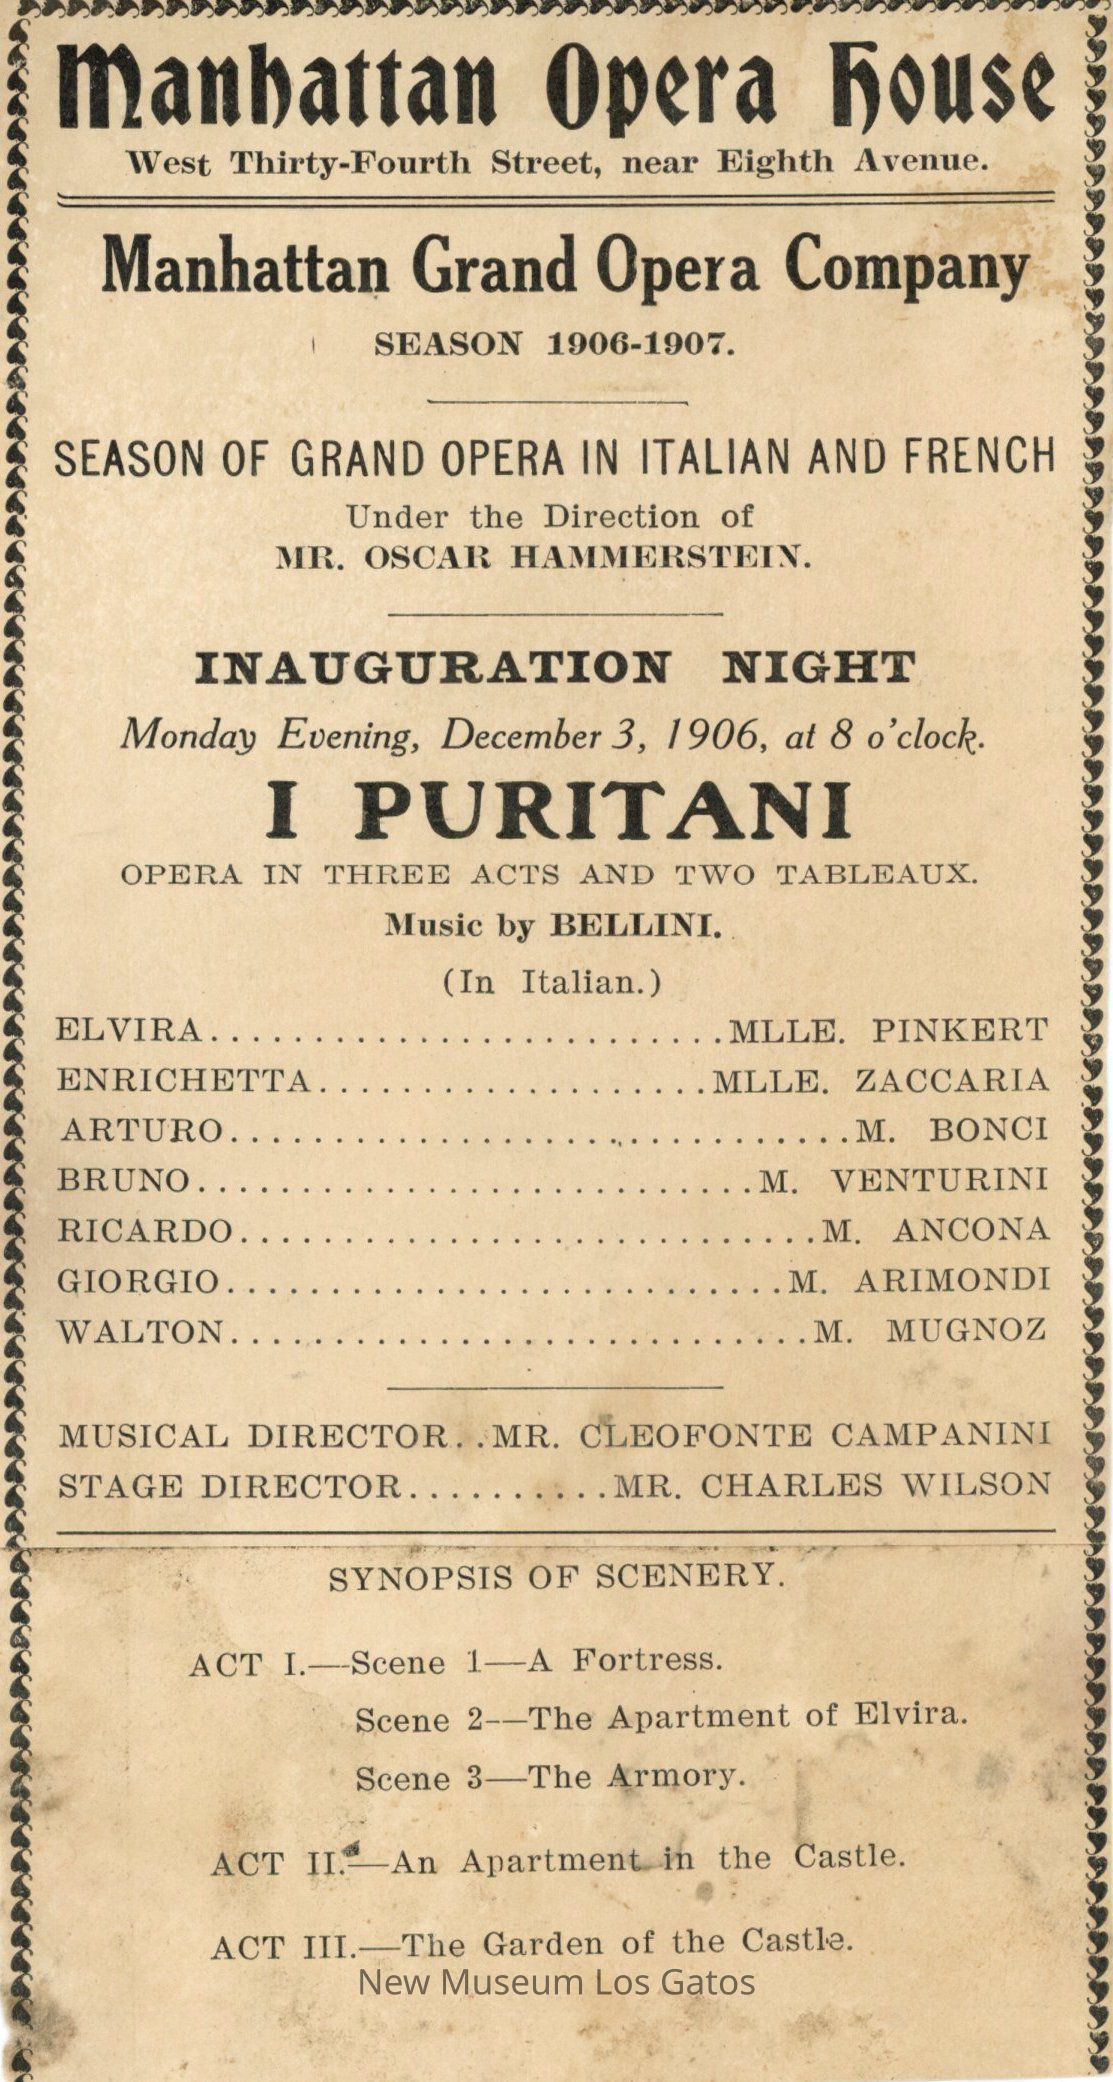 Manhattan Opera House
West Thirty-Fourth Street, near Eighth Avenue.
Manhattan Grand Opera Company
SEASON 1906-1907.
SEASON OF GRAND OPERA IN ITALIAN AND FRENCH
Under the Direction of
MR. OSCAR HAMMERSTEIN.
INAUGURATION NIGHT
Monday Evening, December 3, 1906, at 8 o'clock.
I PURITANI
OPERA IN THREE ACTS AND TWO TABLEAUX.
Music by BELLINI.
(In Italian.)
ELVIRA..........................MLLE. PINKERT
ENRICHETTA....................MLLE. ZACCARIA
ARTURO................................M. BONCI
BRUNO............................M. VENTURINI
RICARDO.............................M. ANCONA
GIORGIO............................M. ARIMONDI
WALTON.............................M. MUGNOZ
MUSICAL DIRECTOR..MR. CLEOFONTE CAMPANINI
STAGE DIRECTOR..........MR. CHARLES WILSON
SYNOPSIS OF SCENERY.
ACT I.—Scene 1—A Fortress.
Scene 2—The Apartment of Elvira.
Scene 3—The Armory.
ACT II.—An Apartment in the Castle.
ACT III.—The Garden of the Castle.
New Museum Los Gatos